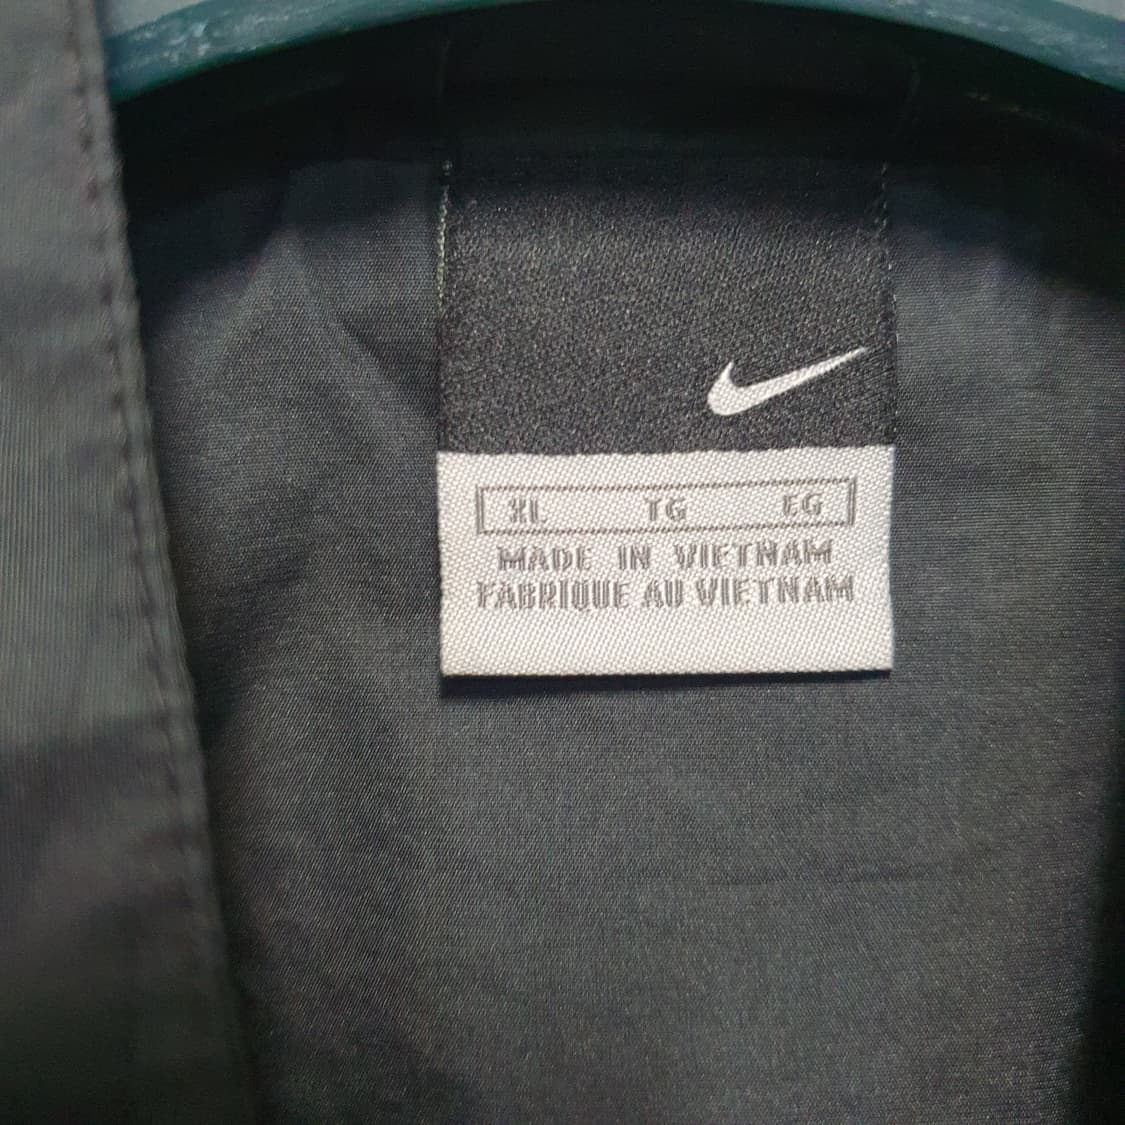 XL TG EG
MADE IN VIETNAM
FABRIQUE AU VIETNAM